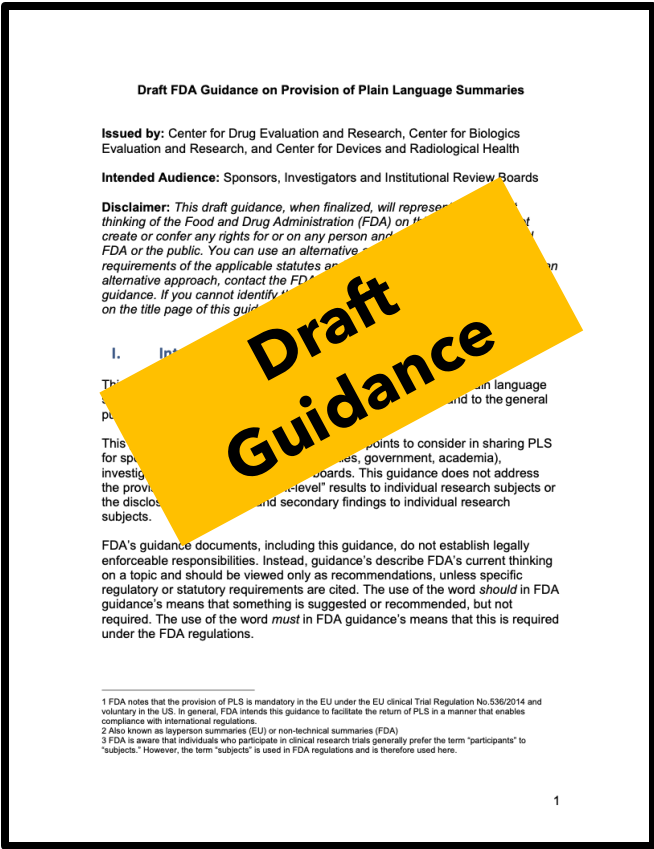 Draft FDA Guidance on Provision of Plain Language Summaries
Issued by: Center for Drug Evaluation and Research, Center for Biologics
Evaluation and Research, and Center for Devices and Radiological Health
Intended Audience: Sponsors, Investigators and Institutional Review Boards
Disclaimer: This draft guidance, when finalized, will
thinking of the Food and Drug Administration (FDA) on
create or confer any rights for or on any person and
FDA or the public. You can use an alternative
requirements of the applicable statutes
alternative approach, contact the FDA
guidance. If you cannot identify
on the title page of this
Draft
Guidance
I.
language
and to the general
This points to consider in sharing PLS
for government, academia),
boards. This guidance does not address
the results to individual research subjects or
the and secondary findings to individual research
subjects.
FDA's guidance documents, including this guidance, do not establish legally
enforceable responsibilities. Instead, guidance's describe FDA's current thinking
on a topic and should be viewed only as recommendations, unless specific
regulatory or statutory requirements are cited. The use of the word should in FDA
guidance's means that something is suggested or recommended, but not
required. The use of the word must in FDA guidance's means that this is required
under the FDA regulations.
1 FDA notes that the provision of PLS is mandatory in the EU under the EU clinical Trial Regulation No.536/2014 and
voluntary in the US. In general, FDA intends this guidance to facilitate the return of PLS in a manner that enables
compliance with international regulations.
2 Also known as layperson summaries (EU) or non-technical summaries (FDA)
3 FDA is aware that individuals who participate in clinical research trials generally prefer the term "participants" to
"subjects." However, the term "subjects" is used in FDA regulations and is therefore used here.
1